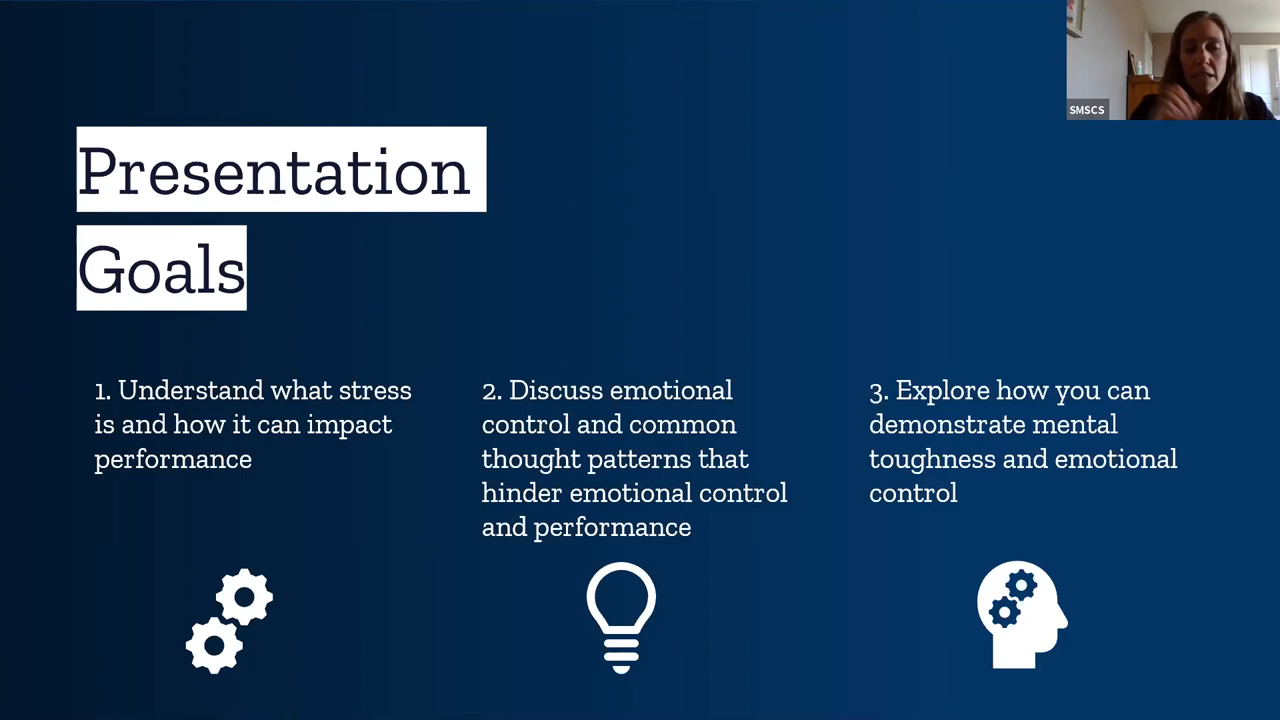 SMSCS
Presentation
Goals
1. Understand what stress
is and how it can impact
performance
2. Discuss emotional
control and common
thought patterns that
hinder emotional control
and performance
3. Explore how you can
demonstrate mental
toughness and emotional
control